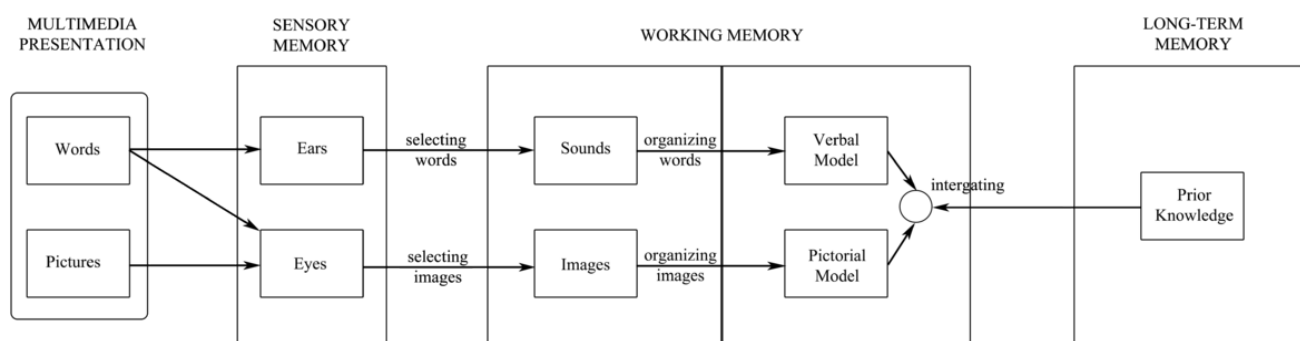 MULTIMEDIA
PRESENTATION
SENSORY
MEMORY
WORKING MEMORY
LONG-TERM
MEMORY
Words
Ears
selecting
words
Sounds
organizing
words
Verbal
Model
intergating
Prior
Knowledge
Pictures
Eyes
selecting
images
Images
organizing
images
Pictorial
Model